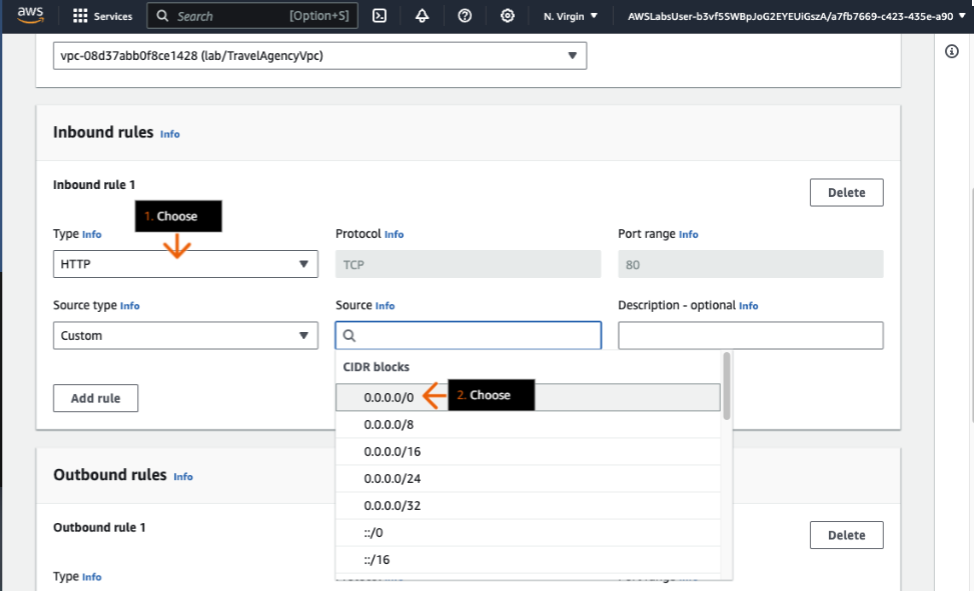 aws Services Search [Option+S] N. Virgin AWSLabsUser-b3vf5SWBpJoG2EYEUiGszA/a7fb7669-c423-435e-a90
vpc-08d37abb0f8ce1428 (lab/TravelAgencyVpc)
Inbound rules Info
Inbound rule 1 Delete
1. Choose
Type Info Protocol Info Port range Info
HTTP TCP 80
Source type Info Source Info Description - optional Info
Custom
CIDR blocks
Add rule 0.0.0.0/0 2. Choose
0.0.0.0/8
0.0.0.0/16
0.0.0.0/24
0.0.0.0/32
::/0
::/16
Outbound rules Info
Outbound rule 1 Delete
Type Info